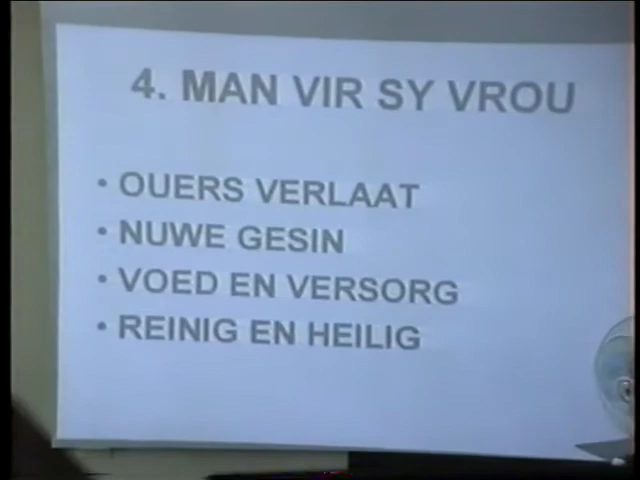 4. MAN VIR SY VROU
• OUERS VERLAAT
• NUWE GESIN
• VOED EN VERSORG
• REINIG EN HEILIG